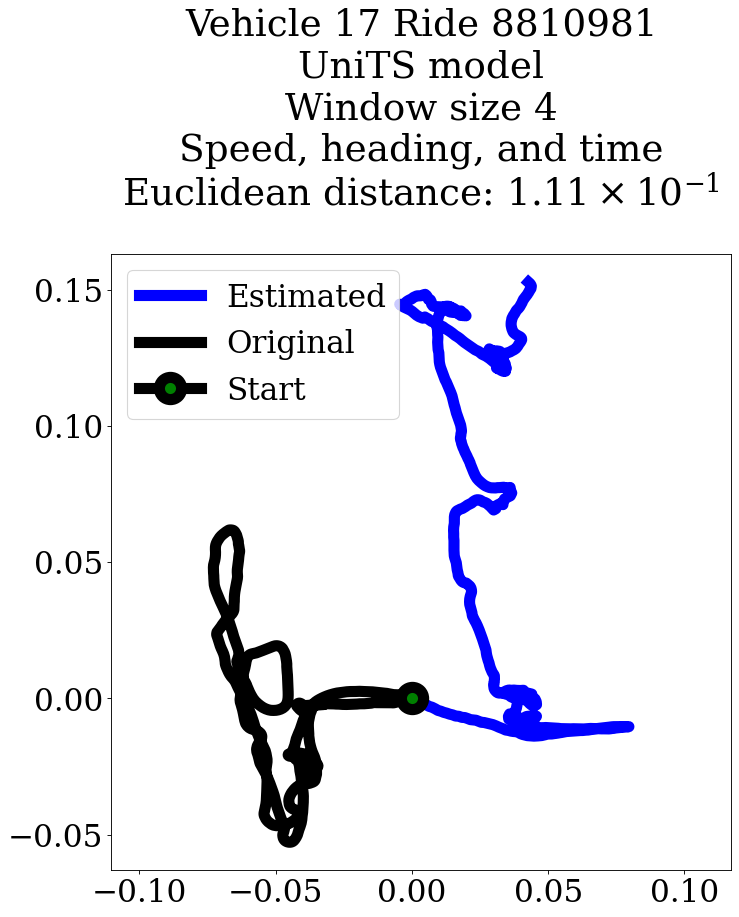 Vehicle 17 Ride 8810981
UniTS model
Window size 4
Speed, heading, and time
Euclidean distance: 1.11 × 10⁻¹
Estimated
Original
Start
0.15
0.10
0.05
0.00
−0.05
−0.10 −0.05 0.00 0.05 0.10